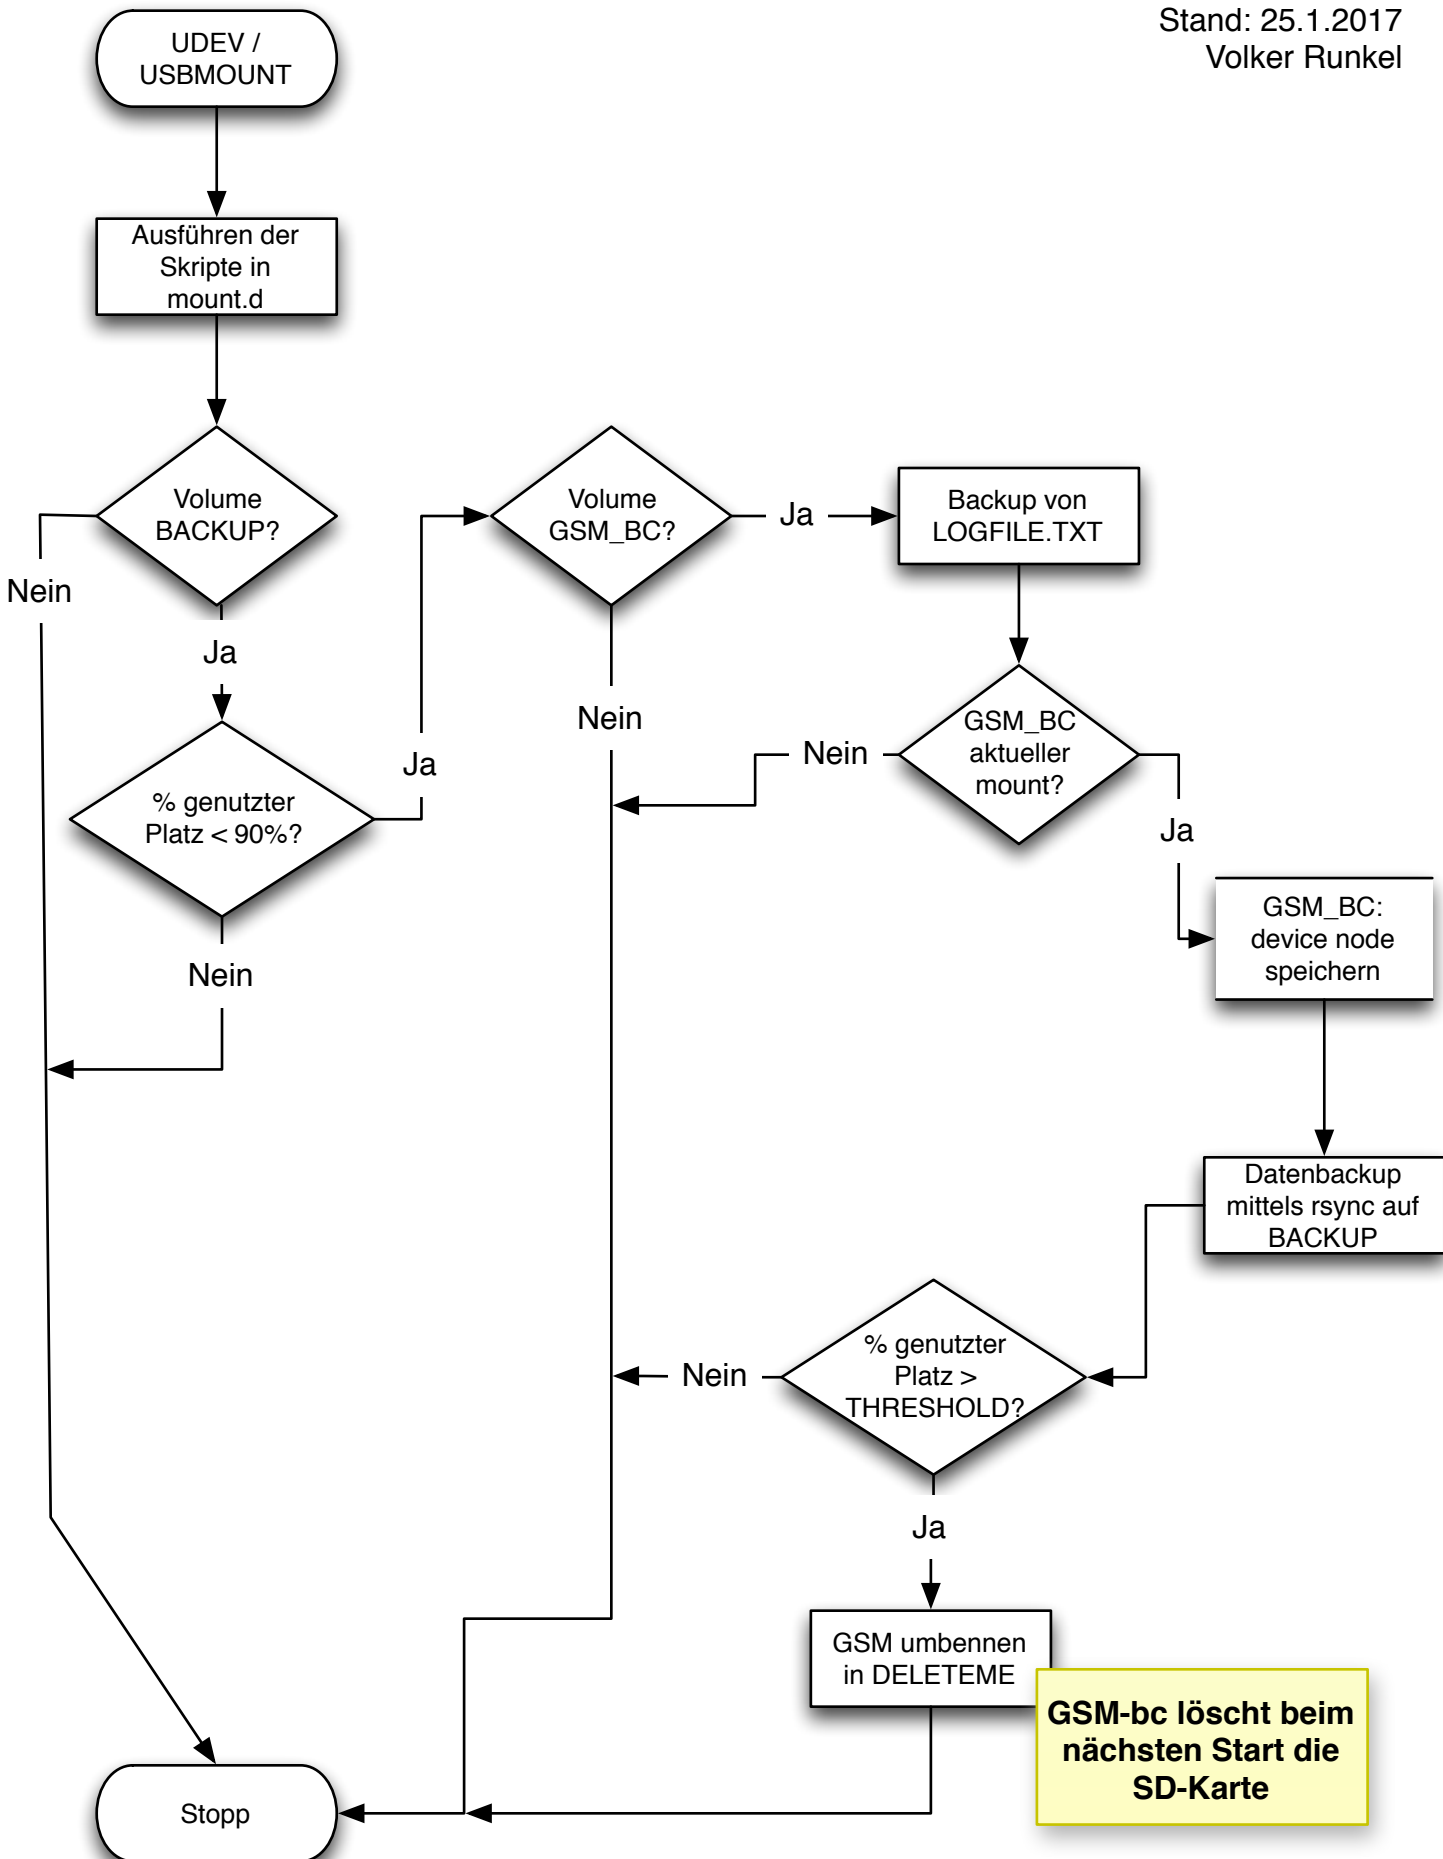 Stand: 25.1.2017
Volker Runkel
UDEV /
USBMOUNT
Ausführen der
Skripte in
mount.d
Volume
BACKUP?
Nein
Ja
% genutzter
Platz < 90%?
Nein
Ja
Volume
GSM_BC?
Nein
Ja
Backup von
LOGFILE.TXT
GSM_BC
aktueller
mount?
Nein
Ja
GSM_BC:
device node
speichern
Datenbackup
mittels rsync auf
BACKUP
% genutzter
Platz >
THRESHOLD?
Nein
Ja
GSM umbennen
in DELETEME
GSM-bc löscht beim
nächsten Start die
SD-Karte
Stopp